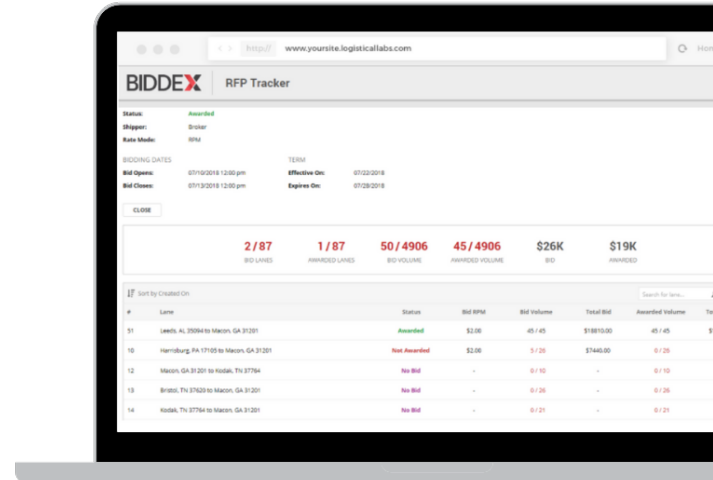 http:// www.yoursite.logisticallabs.com Hom
BIDDEX RFP Tracker
Status: Awarded
Shipper: Broker
Rate Mode: RPM
BIDDING DATES TERM
Bid Opens: 07/10/2018 12:00 pm Effective On: 07/22/2018
Bid Closes: 07/13/2018 12:00 pm Expires On: 07/28/2018
CLOSE
2/87 1/87 50/4906 45/4906 $26K $19K
BID LANES AWARDED LANES BID VOLUME AWARDED VOLUME BID AWARDED
Sort by Created On Search for lane...
# Lane Status Bid RPM Bid Volume Total Bid Awarded Volume To
51 Leeds, AL 35094 to Macon, GA 31201 Awarded $2.00 45 / 45 $18810.00 45 / 45 $
10 Harrisburg, PA 17105 to Macon, GA 31201 Not Awarded $2.00 5 / 26 $7440.00 0 / 26
12 Macon, GA 31201 to Kodak, TN 37764 No Bid - 0 / 10 - 0 / 10
13 Bristol, TN 37620 to Macon, GA 31201 No Bid - 0 / 26 - 0 / 26
14 Kodak, TN 37764 to Macon, GA 31201 No Bid - 0 / 21 - 0 / 21